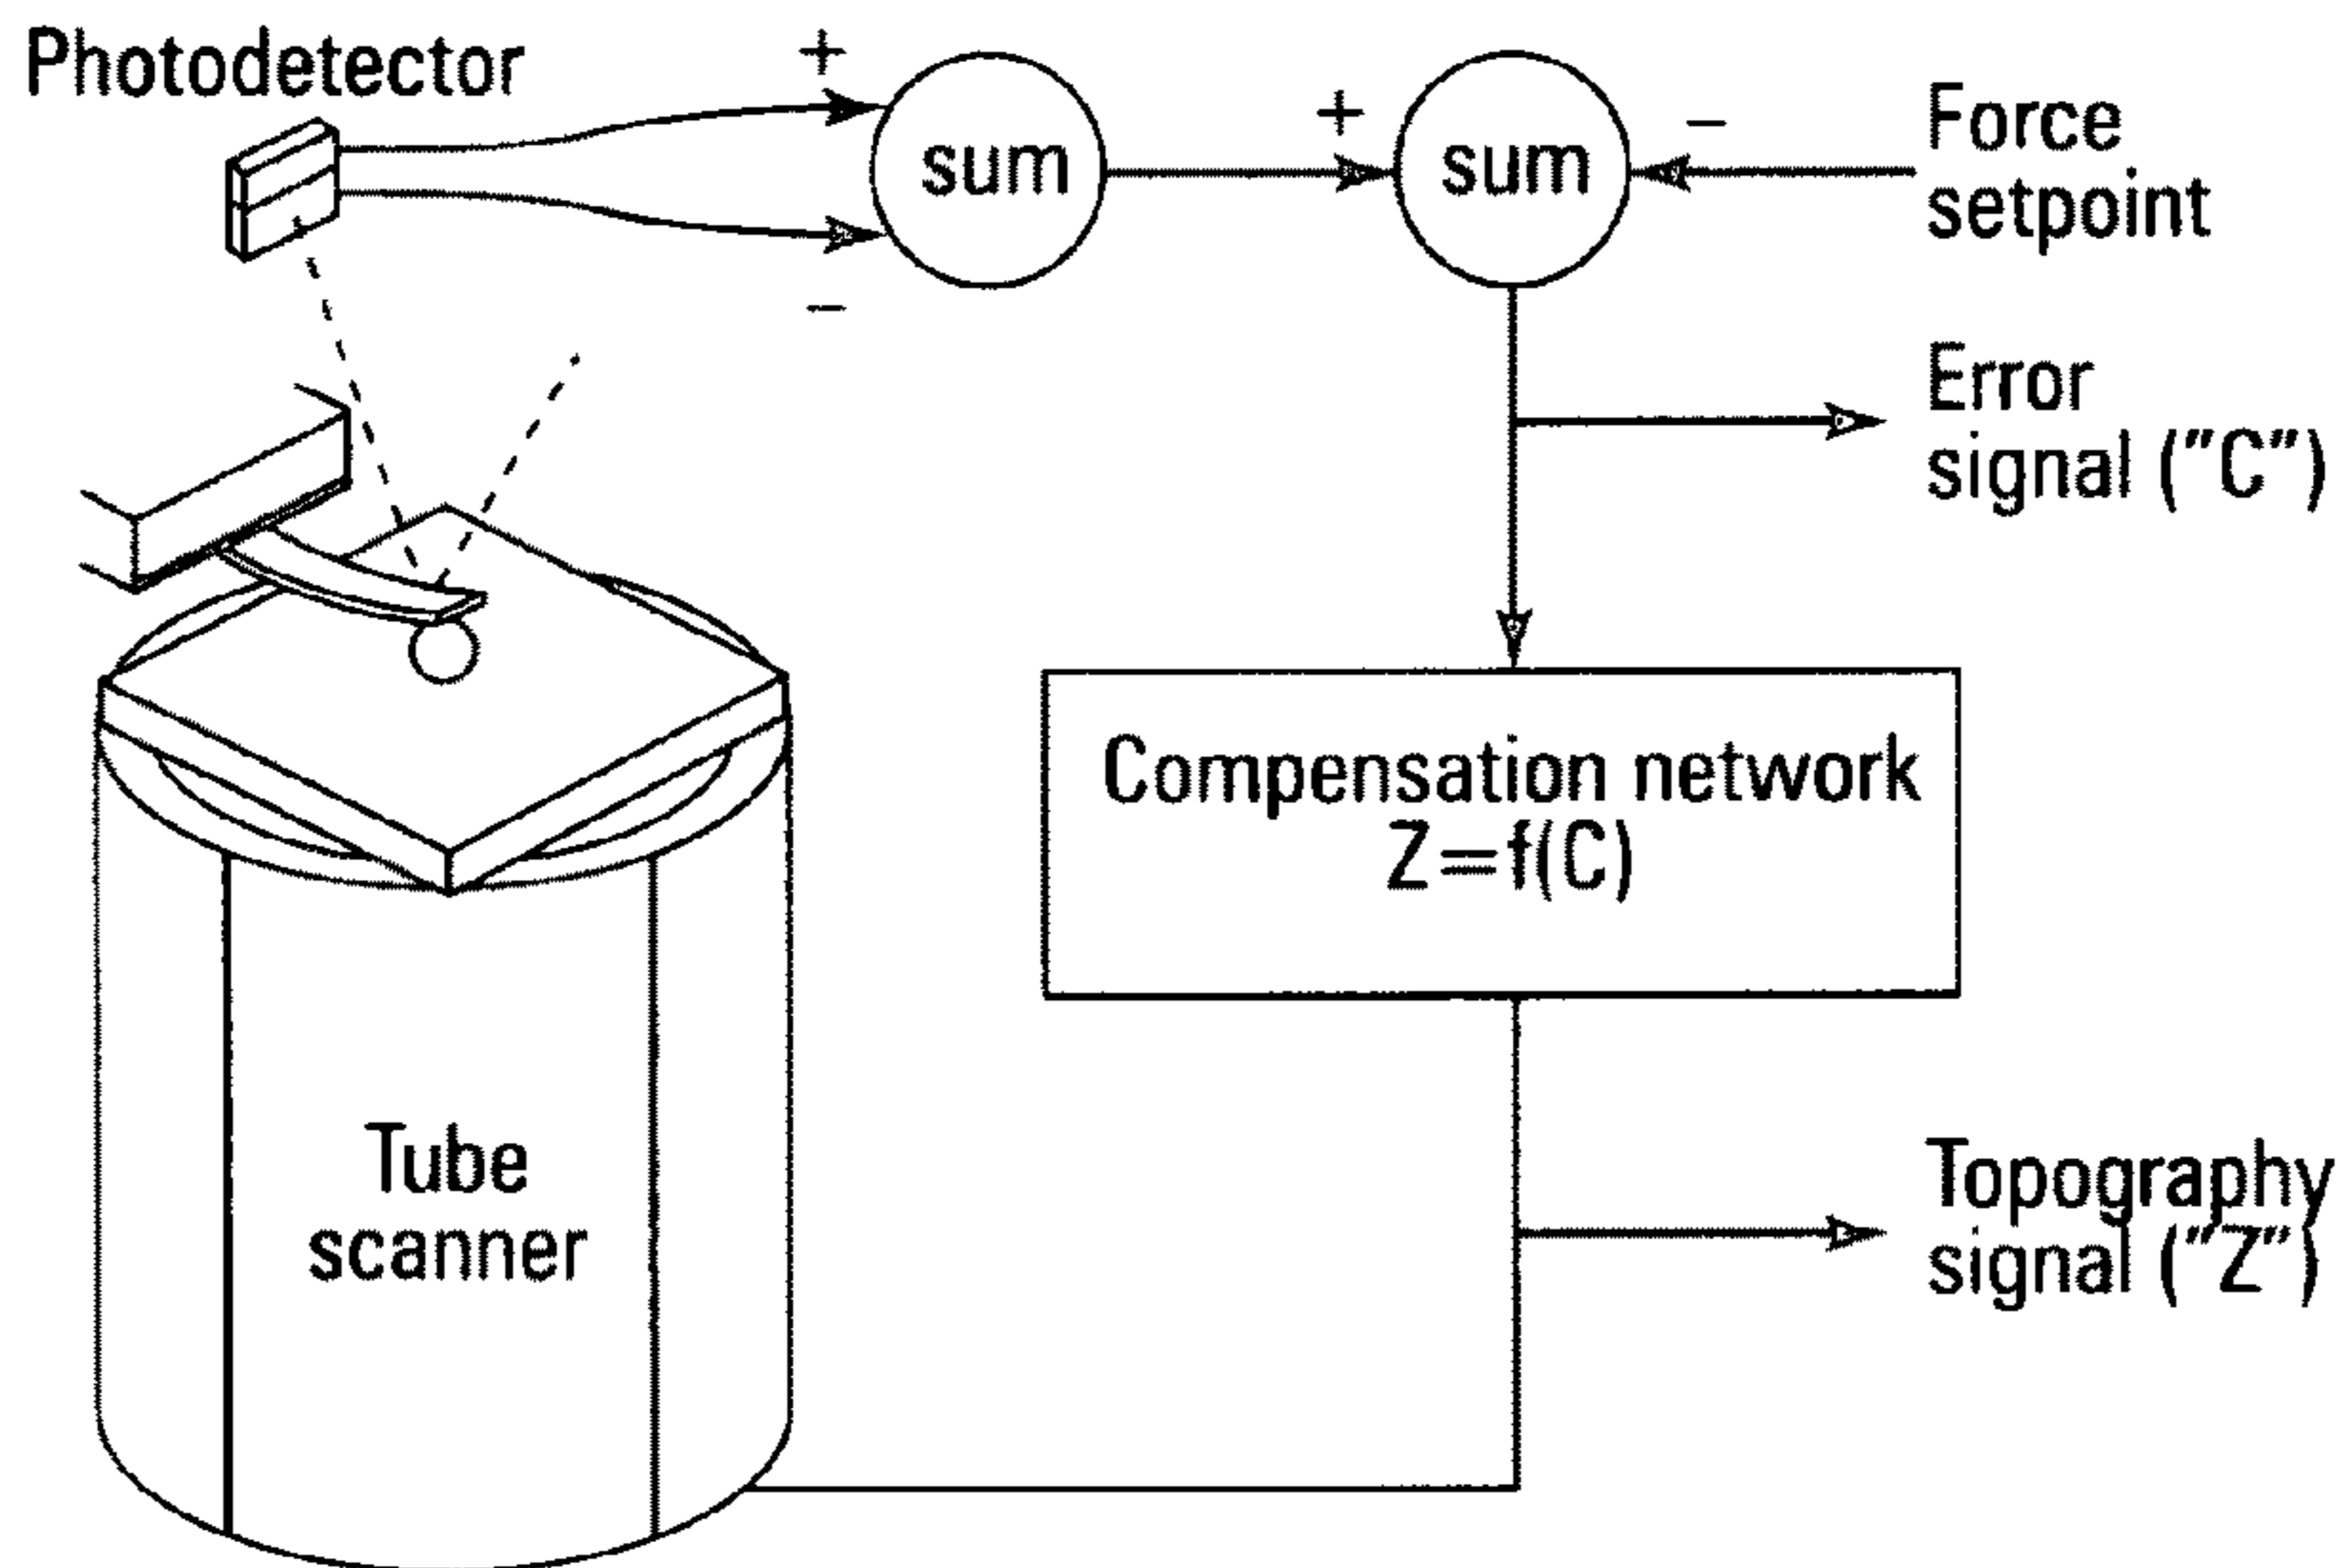 Photodetector
+
sum
+
sum
−
Force
setpoint
−
Error
signal ("C")
Compensation network
Z=f(C)
Tube
scanner
Topography
signal ("Z")